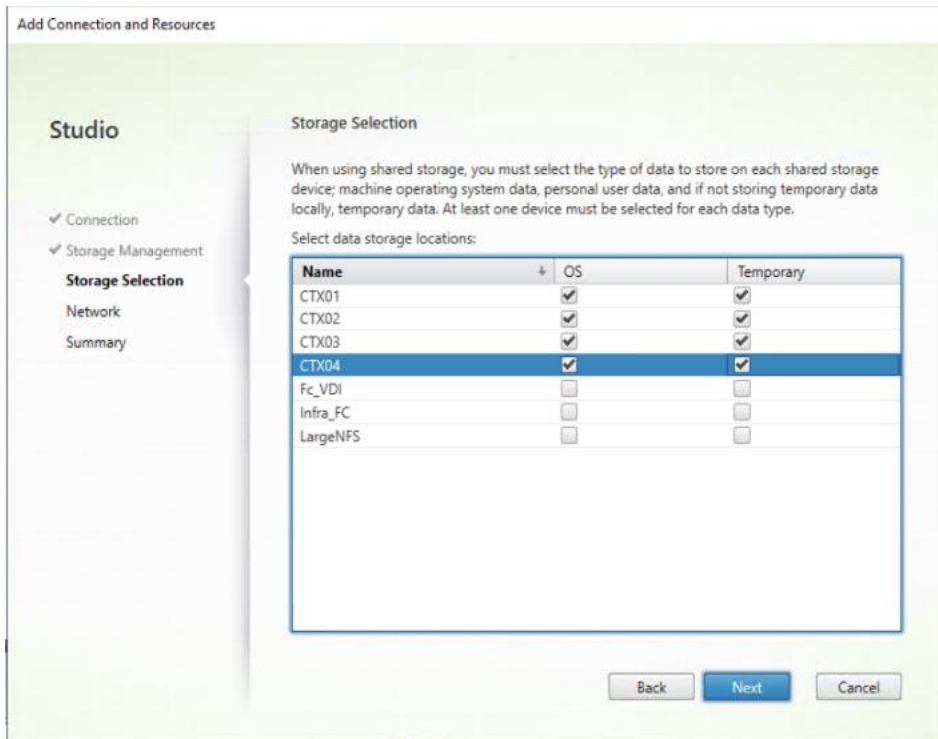 Add Connection and Resources
Studio
✔ Connection
✔ Storage Management
Storage Selection
Network
Summary
Storage Selection
When using shared storage, you must select the type of data to store on each shared storage
device; machine operating system data, personal user data, and if not storing temporary data
locally, temporary data. At least one device must be selected for each data type.
Select data storage locations:
Name OS Temporary
CTX01
CTX02
CTX03
CTX04
Fc_VDI
Infra_FC
LargeNFS
Back Next Cancel